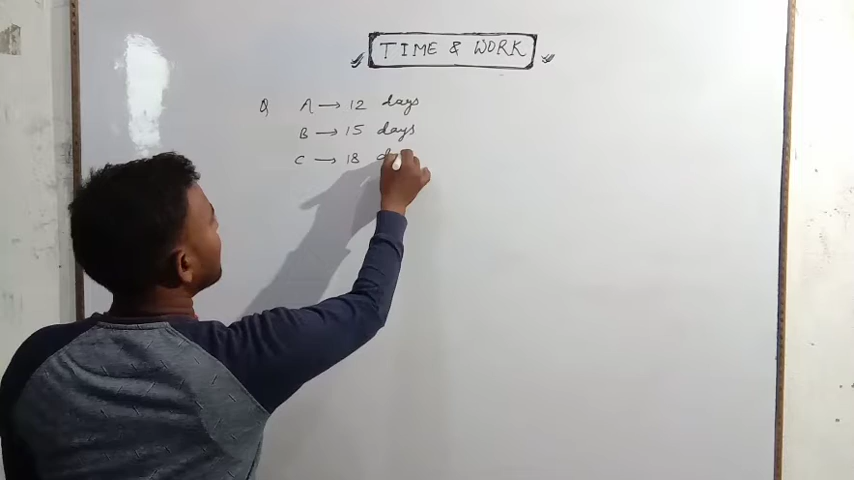 TIME & WORK
Q A → 12 days
B → 15 days
C → 18